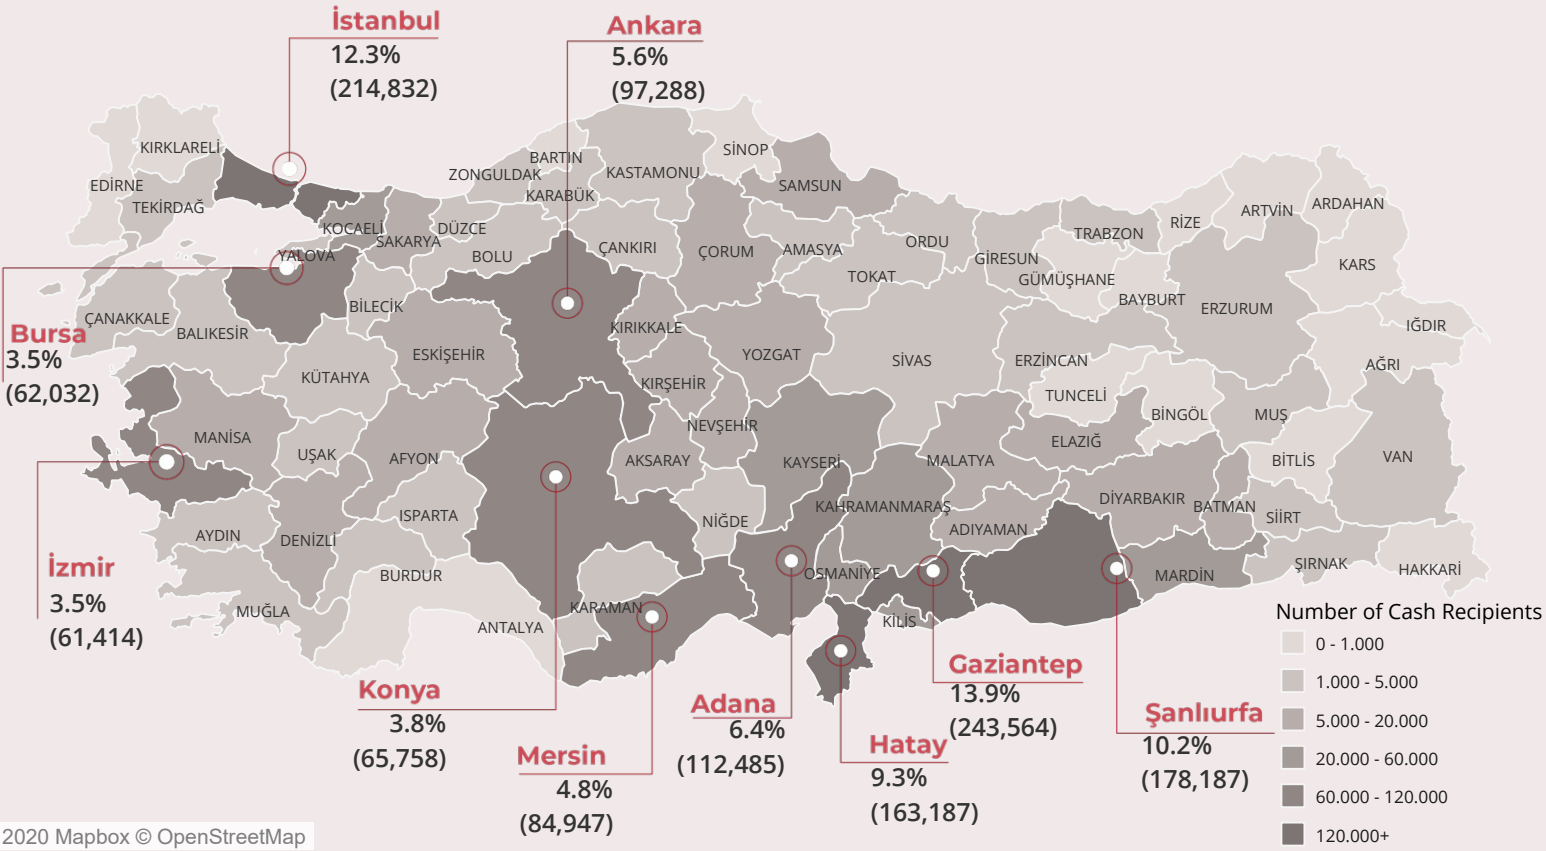 İstanbul
12.3%
(214,832)
Ankara
5.6%
(97,288)
KIRKLARELİ
EDİRNE
TEKİRDAĞ
BARTIN
ZONGULDAK
KARABÜK
KASTAMONU
SİNOP
SAMSUN
KOCAELİ
SAKARYA
DÜZCE
YALOVA
BOLU
ÇANKIRI
ÇORUM
AMASYA
ORDU
TOKAT
GİRESUN
TRABZON
RİZE
ARTVİN
ARDAHAN
GÜMÜŞHANE
BAYBURT
ERZURUM
KARS
IĞDIR
AĞRI
ÇANAKKALE
BALIKESİR
BİLECİK
ESKİŞEHİR
KÜTAHYA
KIRIKKALE
KIRŞEHİR
YOZGAT
SİVAS
ERZİNCAN
TUNCELİ
BİNGÖL
MUŞ
Bursa
3.5%
(62,032)
MANİSA
UŞAK
AFYON
NEVŞEHİR
AKSARAY
KAYSERİ
MALATYA
ELAZIĞ
BİTLİS
VAN
AYDIN
DENİZLİ
ISPARTA
NİĞDE
KAHRAMANMARAŞ
ADIYAMAN
DİYARBAKIR
BATMAN
SİİRT
İzmir
3.5%
(61,414)
MUĞLA
BURDUR
ANTALYA
KARAMAN
OSMANİYE
KİLİS
MARDİN
ŞIRNAK
HAKKARİ
Konya
3.8%
(65,758)
Mersin
4.8%
(84,947)
Adana
6.4%
(112,485)
Hatay
9.3%
(163,187)
Gaziantep
13.9%
(243,564)
Şanlıurfa
10.2%
(178,187)
Number of Cash Recipients
0 - 1.000
1.000 - 5.000
5.000 - 20.000
20.000 - 60.000
60.000 - 120.000
120.000+
2020 Mapbox © OpenStreetMap